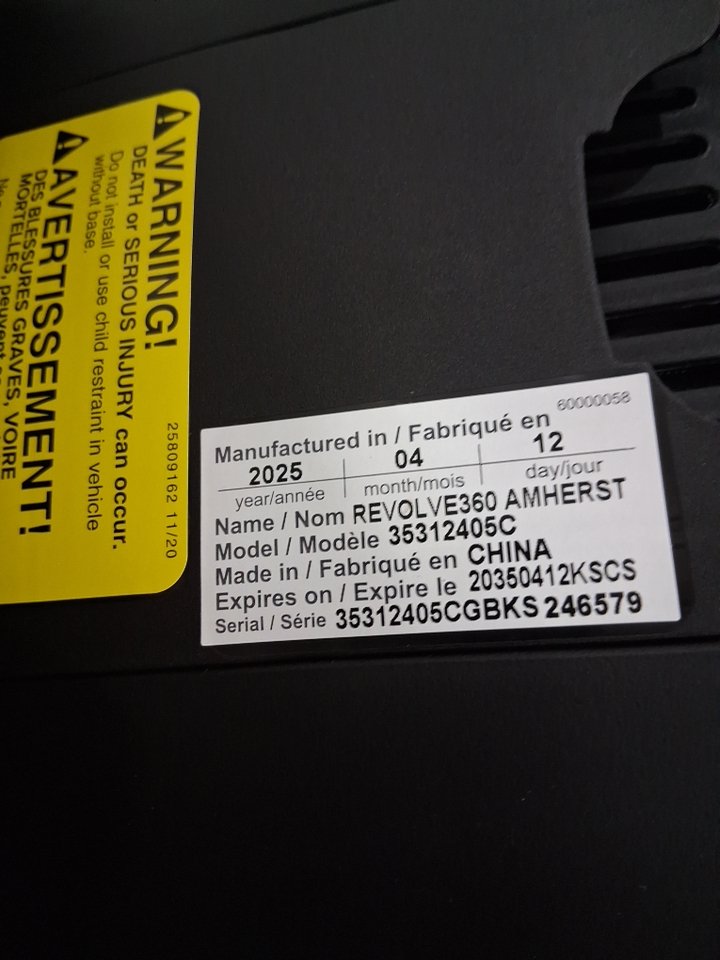 WARNING!
DEATH or SERIOUS INJURY can occur.
Do not install or use child restraint in vehicle
without base.
25809162 11/20
AVERTISSEMENT!
DES BLESSURES GRAVES, VOIRE
MORTELLES, peuvent
60000058
Manufactured in / Fabriqué en
2025 04 12
year/année month/mois day/jour
Name / Nom REVOLVE360 AMHERST
Model / Modèle 35312405C
Made in / Fabriqué en CHINA
Expires on / Expire le 20350412KSCS
Serial / Série 35312405CGBKS 246579